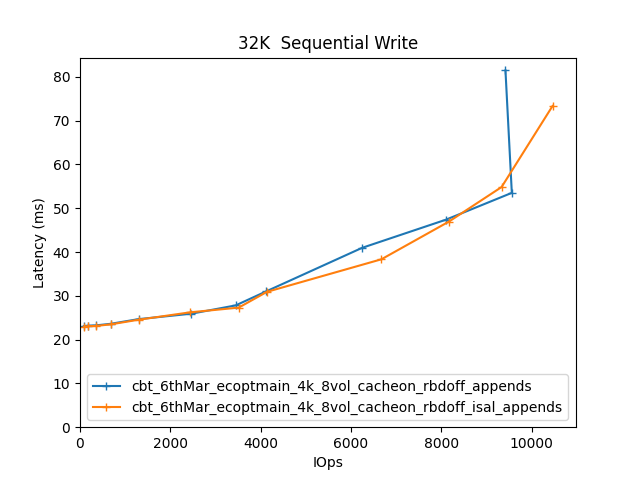 32K  Sequential Write
Latency (ms)
80
70
60
50
40
30
20
10
0
cbt_6thMar_ecoptmain_4k_8vol_cacheon_rbdoff_appends
cbt_6thMar_ecoptmain_4k_8vol_cacheon_rbdoff_isal_appends
0 2000 4000 6000 8000 10000
IOps